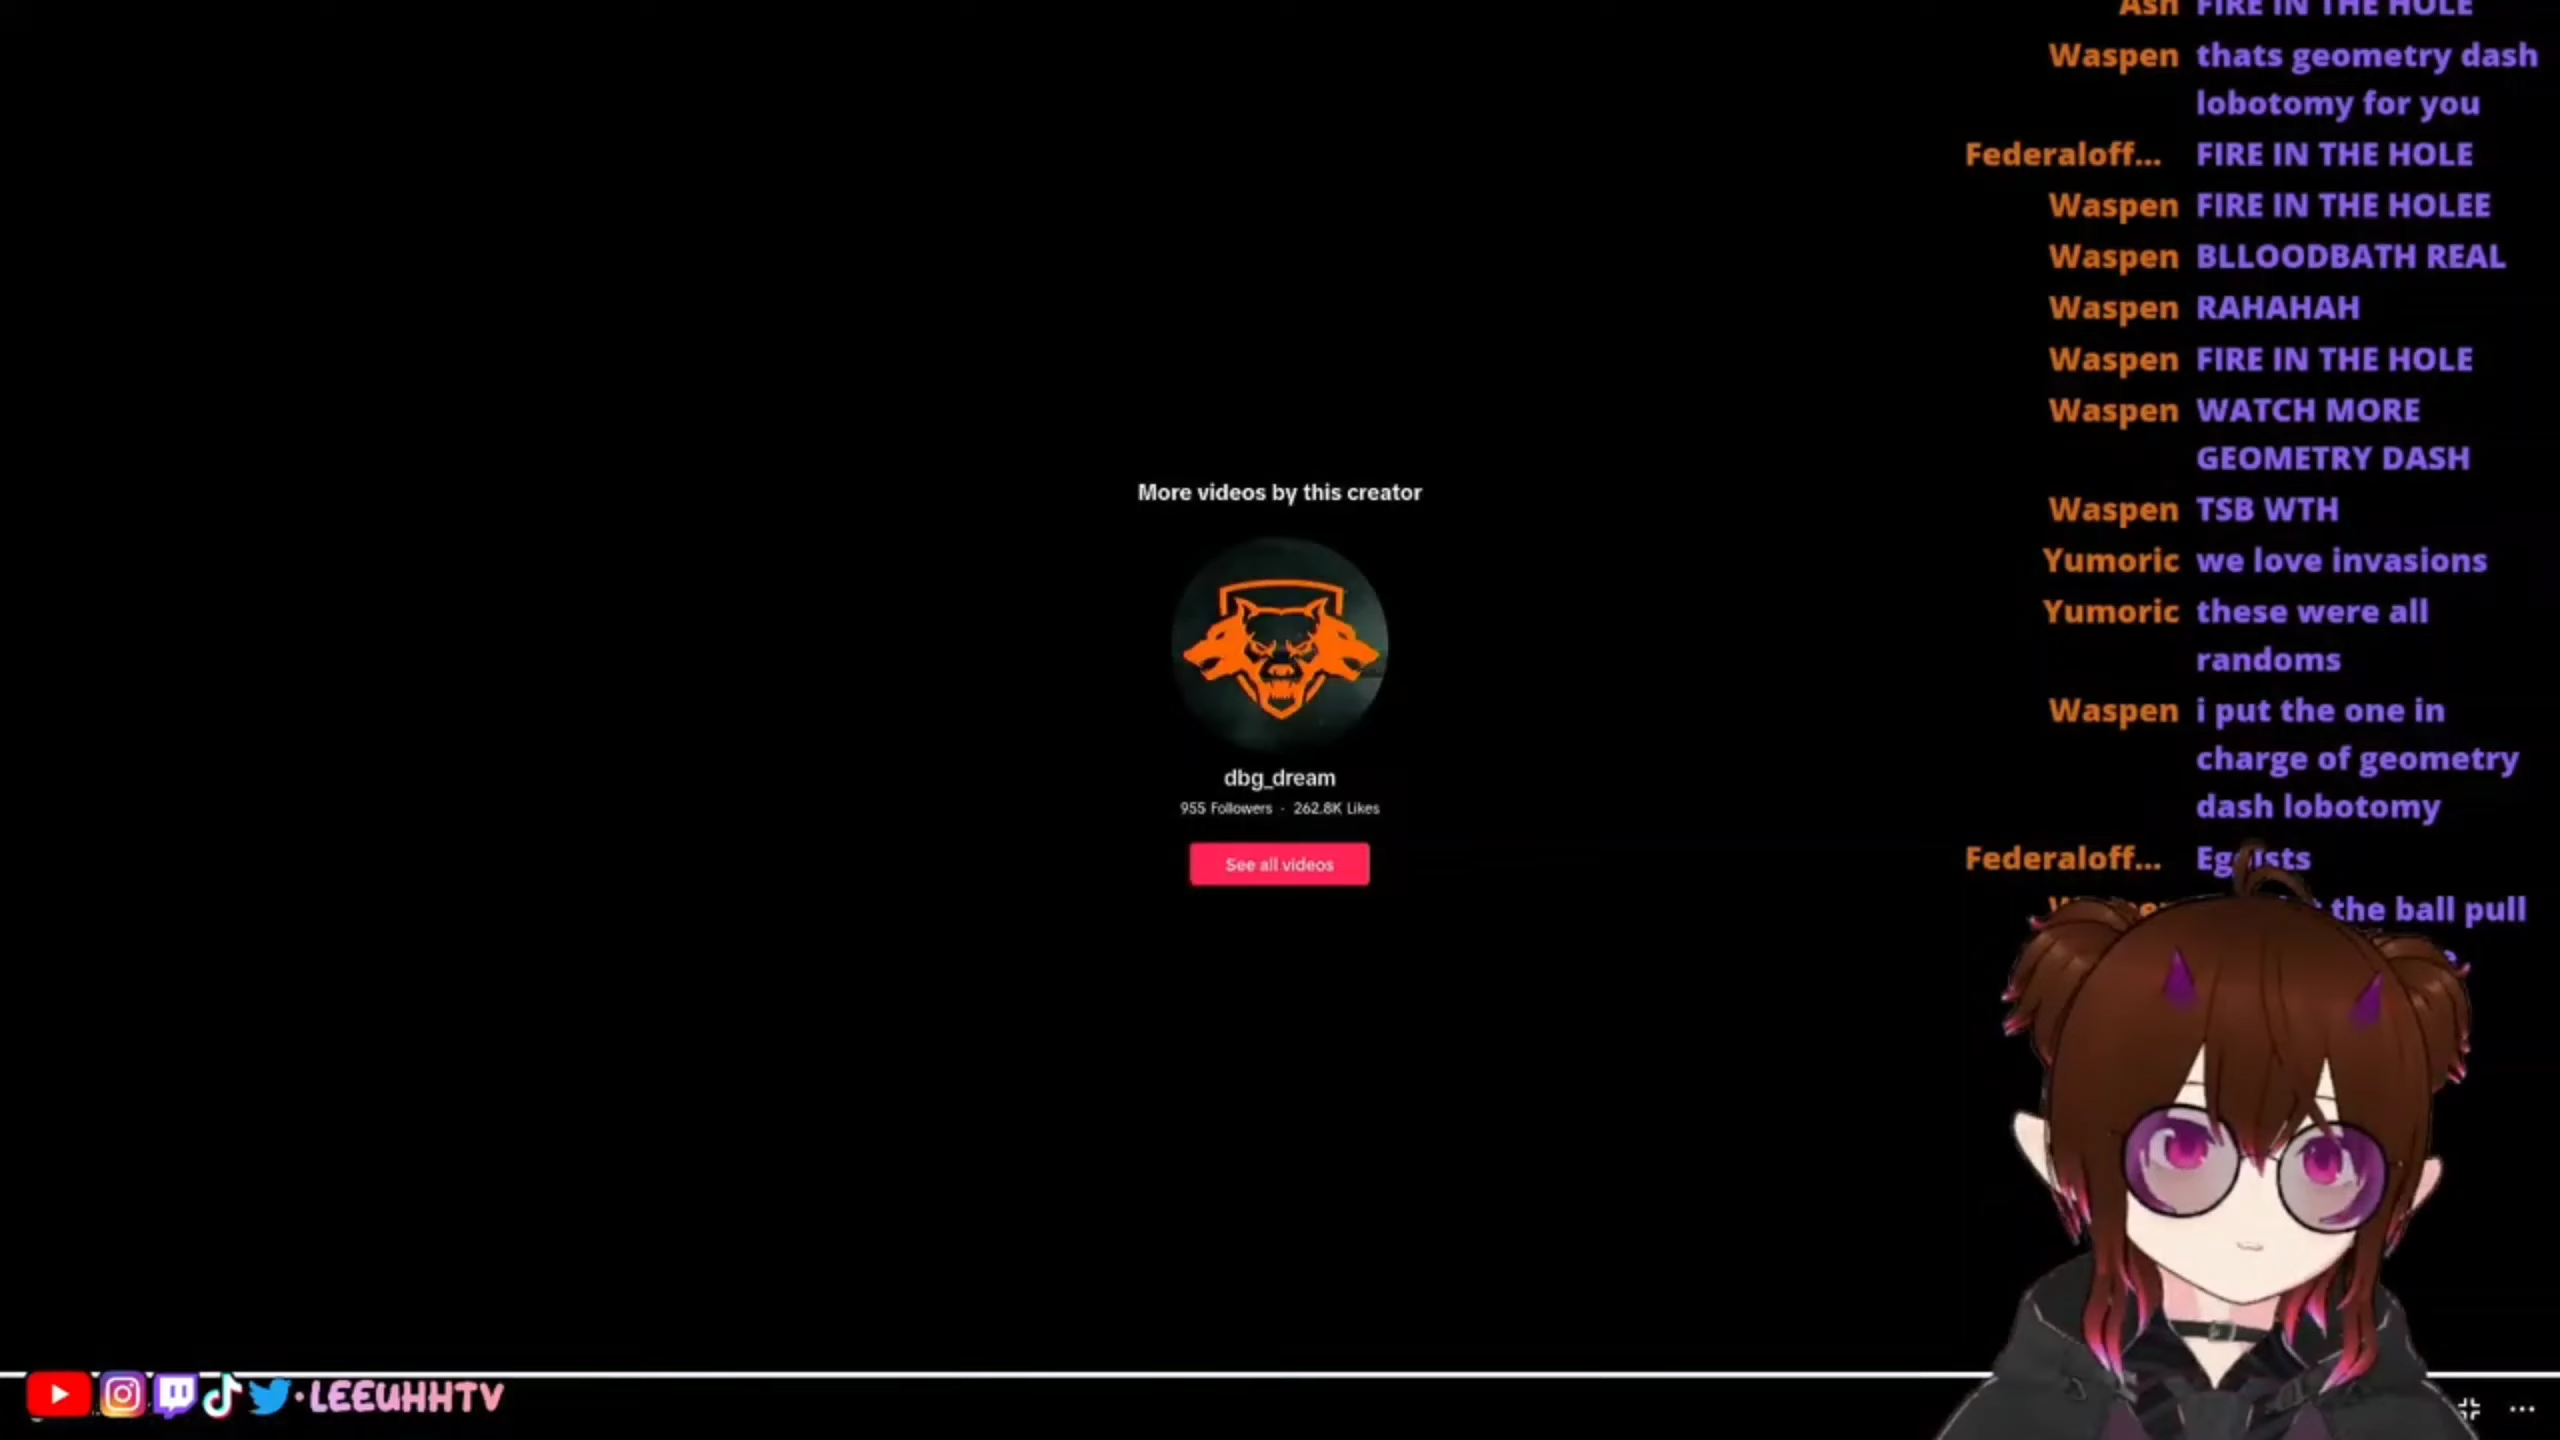 Ash FIRE IN THE HOLE
Waspen thats geometry dash
lobotomy for you
Federaloff... FIRE IN THE HOLE
Waspen FIRE IN THE HOLEE
Waspen BLLOODBATH REAL
Waspen RAHAHAH
Waspen FIRE IN THE HOLE
Waspen WATCH MORE
GEOMETRY DASH
Waspen TSB WTH
Yumoric we love invasions
Yumoric these were all
randoms
Waspen i put the one in
charge of geometry
dash lobotomy
Federaloff...
the ball pull
More videos by this creator
dbg_dream
955 Followers · 262.8K Likes
See all videos
LEEUHHTV